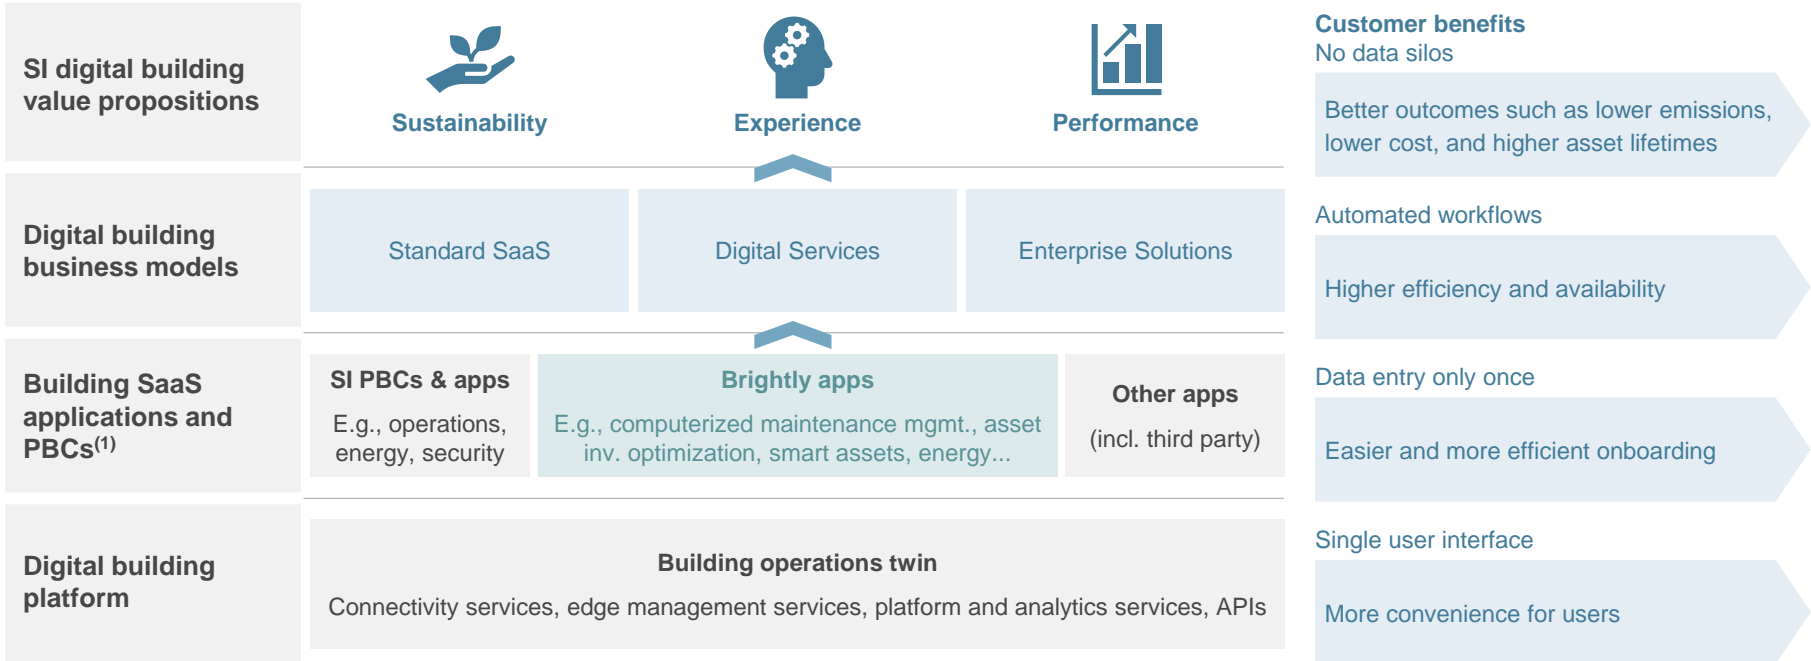 SI digital building
value propositions
Sustainability
Experience
Performance
Customer benefits
No data silos
Better outcomes such as lower emissions,
lower cost, and higher asset lifetimes
Digital building
business models
Standard SaaS
Digital Services
Enterprise Solutions
Automated workflows
Higher efficiency and availability
Building SaaS
applications and
PBCs(1)
SI PBCs & apps
E.g., operations,
energy, security
Brightly apps
E.g., computerized maintenance mgmt., asset
inv. optimization, smart assets, energy...
Other apps
(incl. third party)
Data entry only once
Easier and more efficient onboarding
Digital building
platform
Building operations twin
Connectivity services, edge management services, platform and analytics services, APIs
Single user interface
More convenience for users